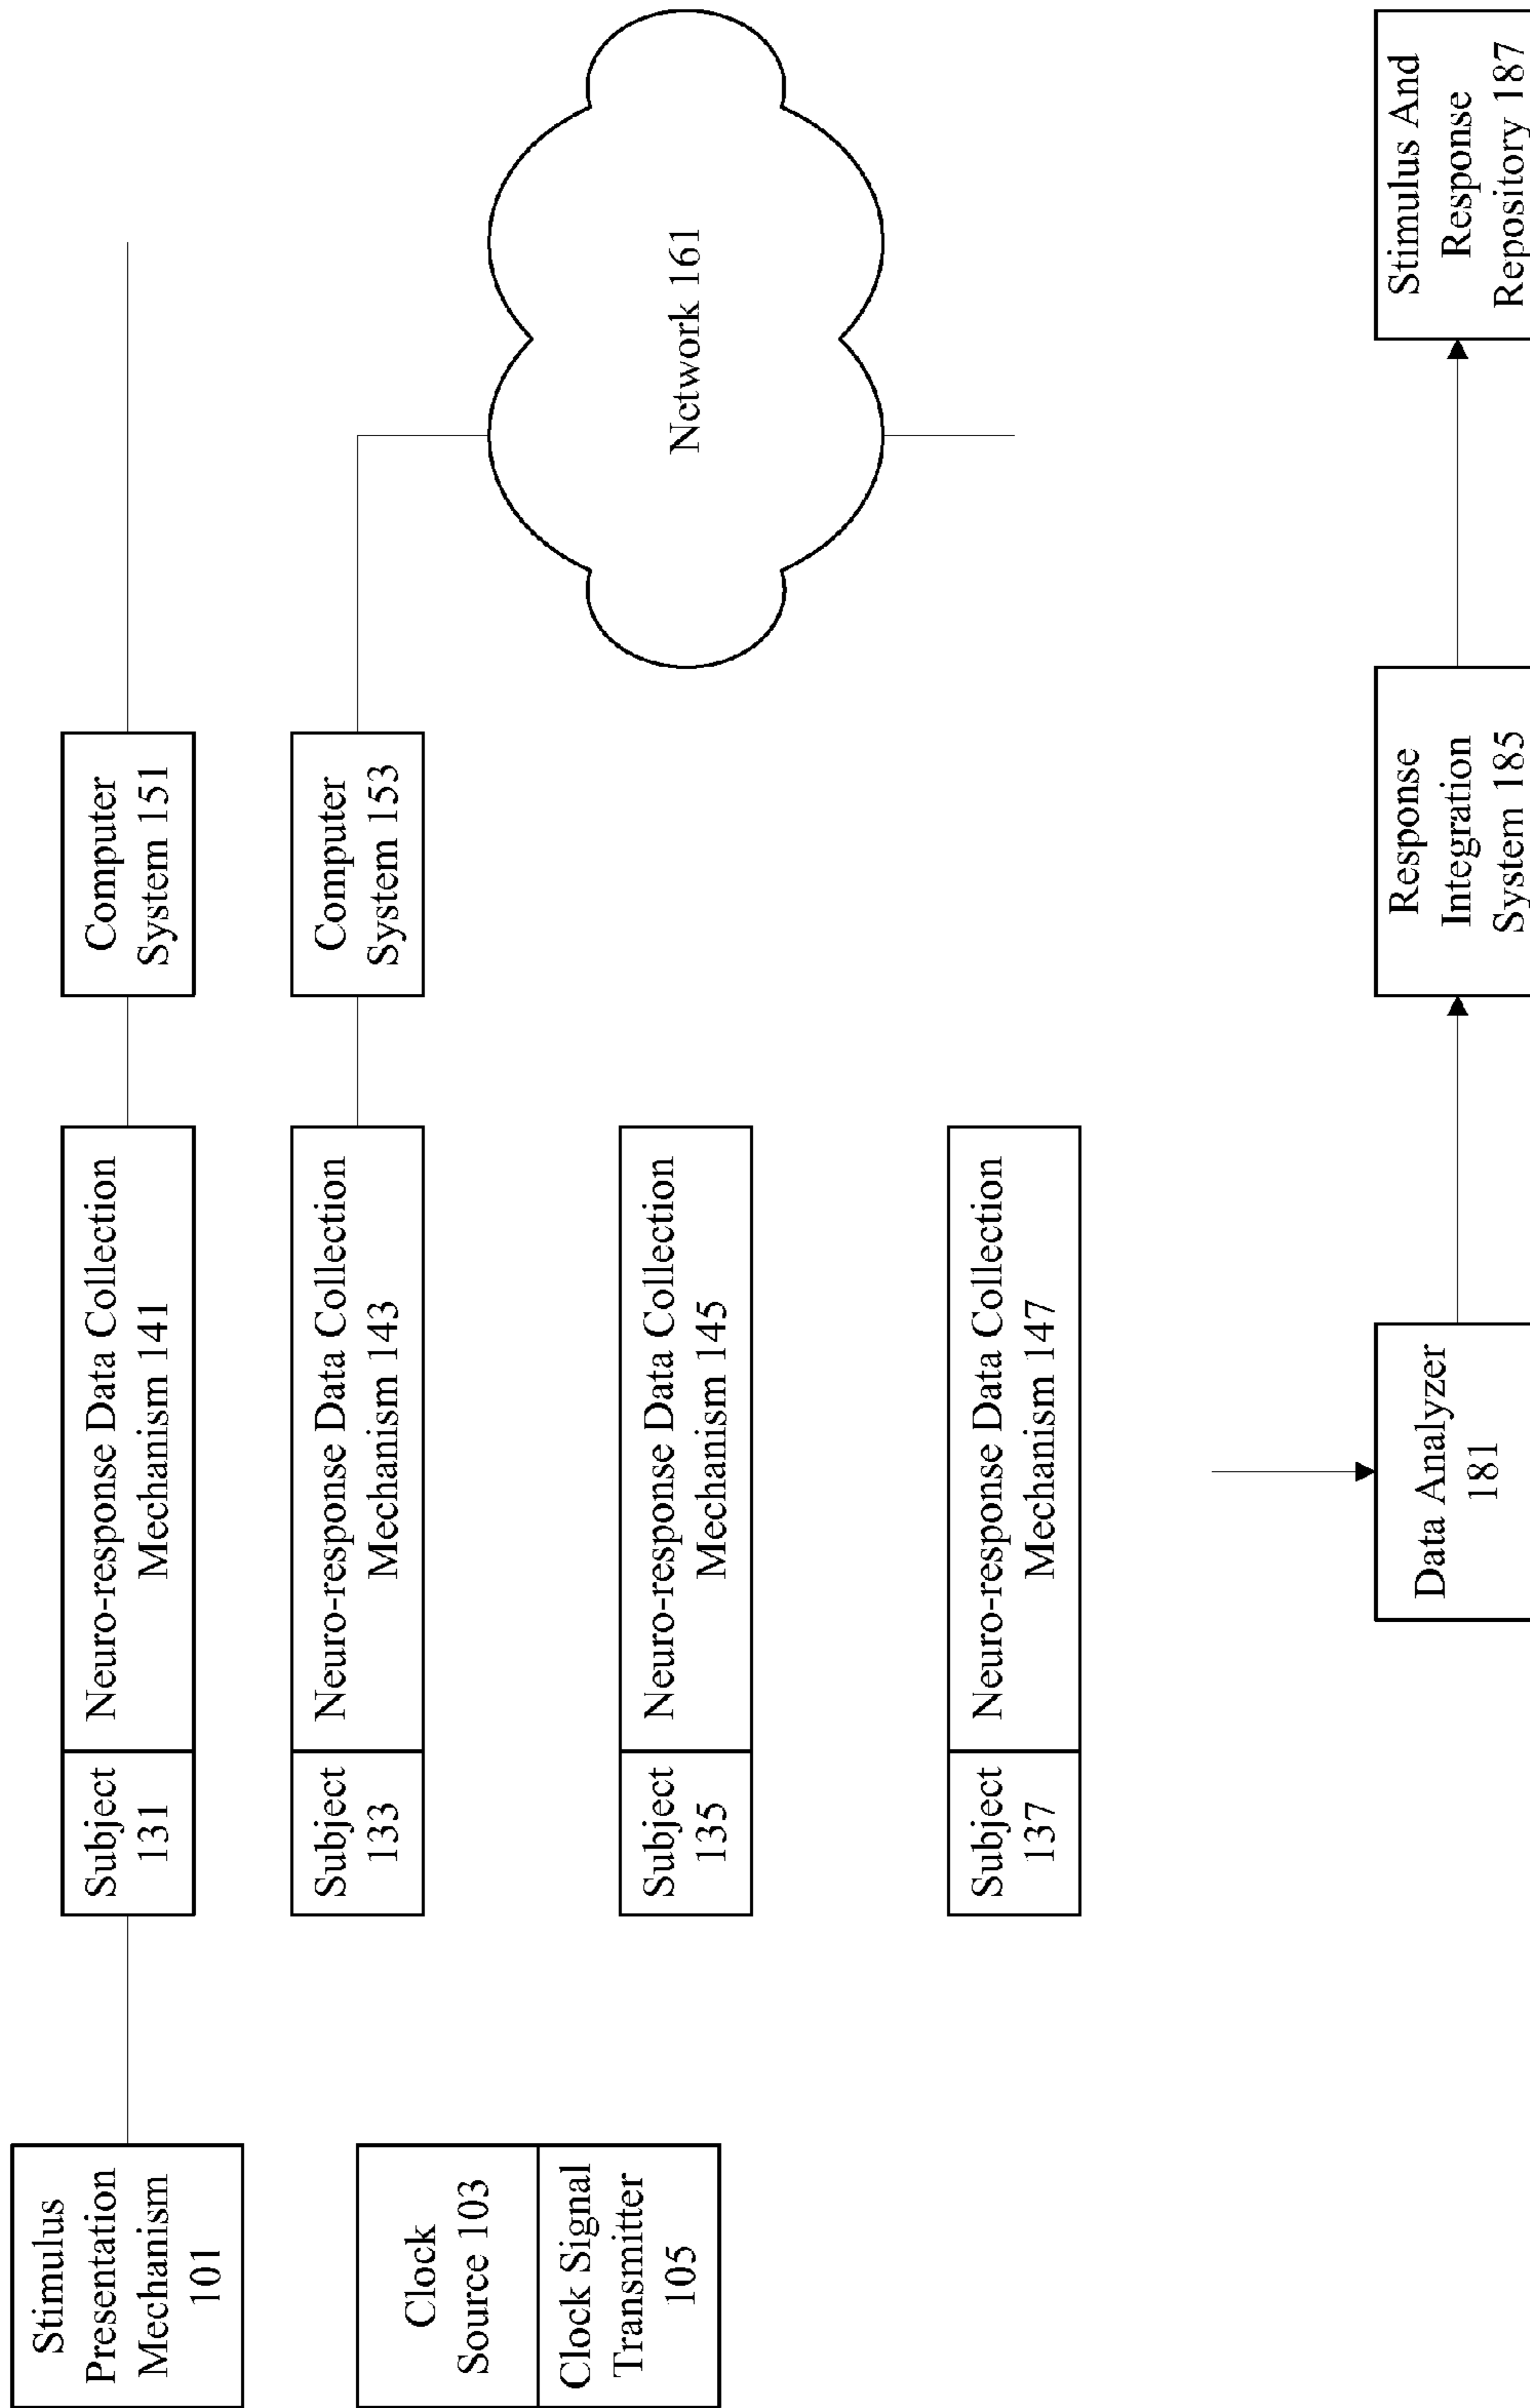 Stimulus
Presentation
Mechanism
101
Subject
131
Neuro-response Data Collection
Mechanism 141
Computer
System 151
Clock
Source 103
Clock Signal
Transmitter
105
Subject
133
Neuro-response Data Collection
Mechanism 143
Computer
System 153
Subject
135
Neuro-response Data Collection
Mechanism 145
Network 161
Subject
137
Neuro-response Data Collection
Mechanism 147
Data Analyzer
181
Response
Integration
System 185
Stimulus And
Response
Repository 187